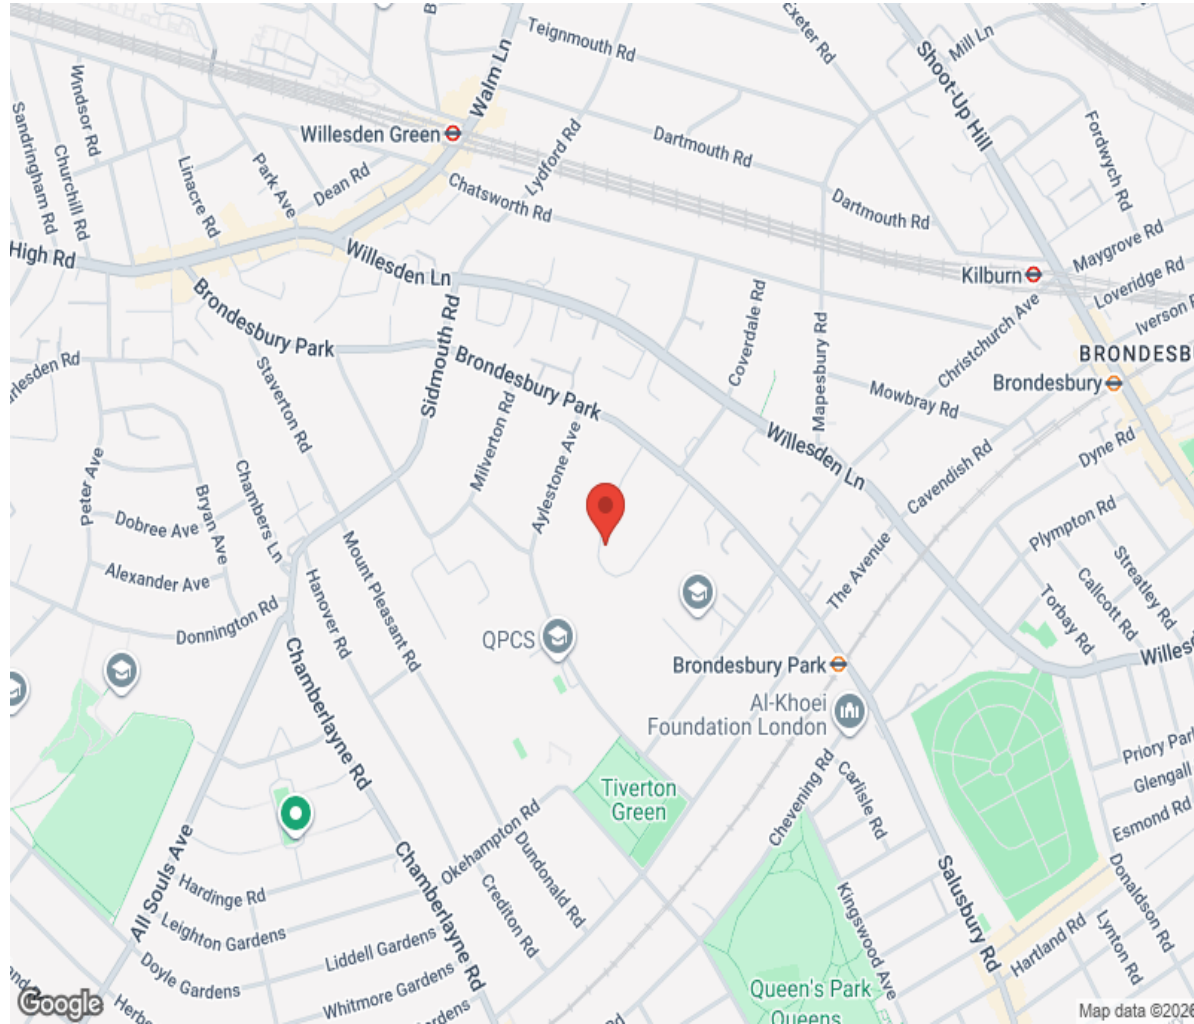 Teignmouth Rd
Exeter Rd
Mill Ln
Walm Ln
Shoot-Up Hill
Windsor Rd
Sandringham Rd
Churchill Rd
Willesden Green
Lydford Rd
Dartmouth Rd
Fordwych Rd
Linacre Rd
Park Ave
Dean Rd
Chatsworth Rd
Dartmouth Rd
High Rd
Willesden Ln
Maygrove Rd
Kilburn
Loveridge Rd
Brondesbury Park
Sidmouth Rd
Coverdale Rd
Mapesbury Rd
Christchurch Ave
Iverson R
Brondesbury Park
BRONDESB
Brondesbury
rlesden Rd
Staverton Rd
Milverton Rd
Aylestone Ave
Mowbray Rd
Willesden Ln
Dyne Rd
Cavendish Rd
Peter Ave
Bryan Ave
Chambers Ln
Dobree Ave
Alexander Ave
Plympton Rd
Mount Pleasant Rd
The Avenue
Streatley Rd
Callcott Rd
Torbay Rd
Hanover Rd
Donnington Rd
QPCS
Brondesbury Park
Willesd
Chamberlayne Rd
Al-Khoei
Foundation London
Priory Park
Tiverton
Green
Chevening Rd
Carlisle Rd
Glengall
Esmond Rd
Okehampton Rd
Dundonald Rd
All Souls Ave
Chamberlayne Rd
Hardinge Rd
Crediton Rd
Kingswood Ave
Salusbury Rd
Donaldson Rd
Leighton Gardens
Lynton Rd
Hartland Rd
Liddell Gardens
Doyle Gardens
Whitmore Gardens
Queen's Park
Queens
Google
Herbe
rdens
Rd
Map data ©2026